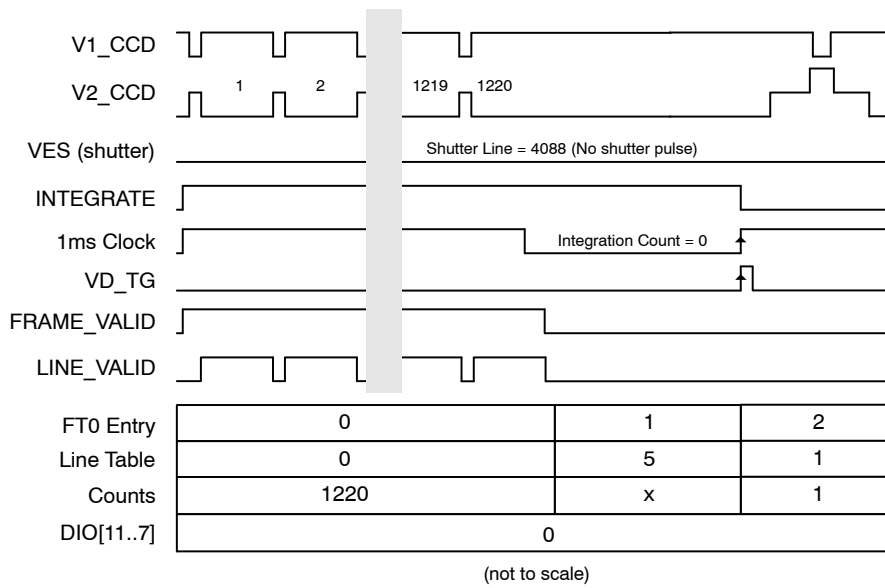 V1_CCD
V2_CCD
1 2 1219 1220
VES (shutter)
Shutter Line = 4088 (No shutter pulse)
INTEGRATE
1ms Clock
Integration Count = 0
VD_TG
FRAME_VALID
LINE_VALID
FT0 Entry 0 1 2
Line Table 0 5 1
Counts 1220 x 1
DIO[11..7] 0
(not to scale)